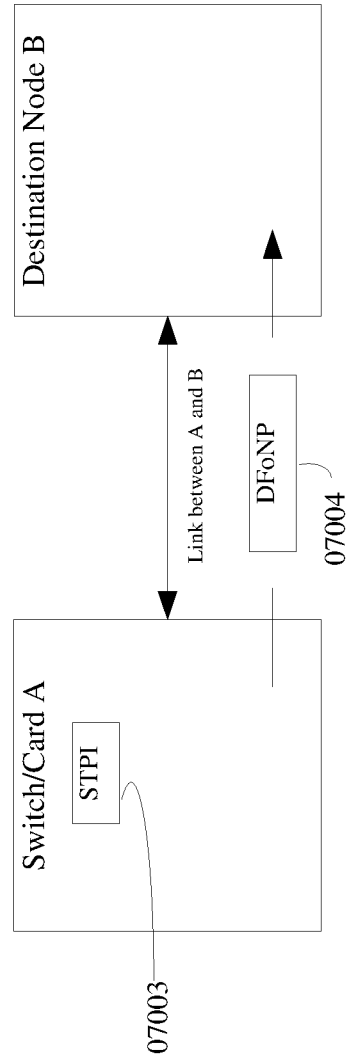 Switch/Card A
STPI
07003
Link between A and B
DFoNP
07004
Destination Node B